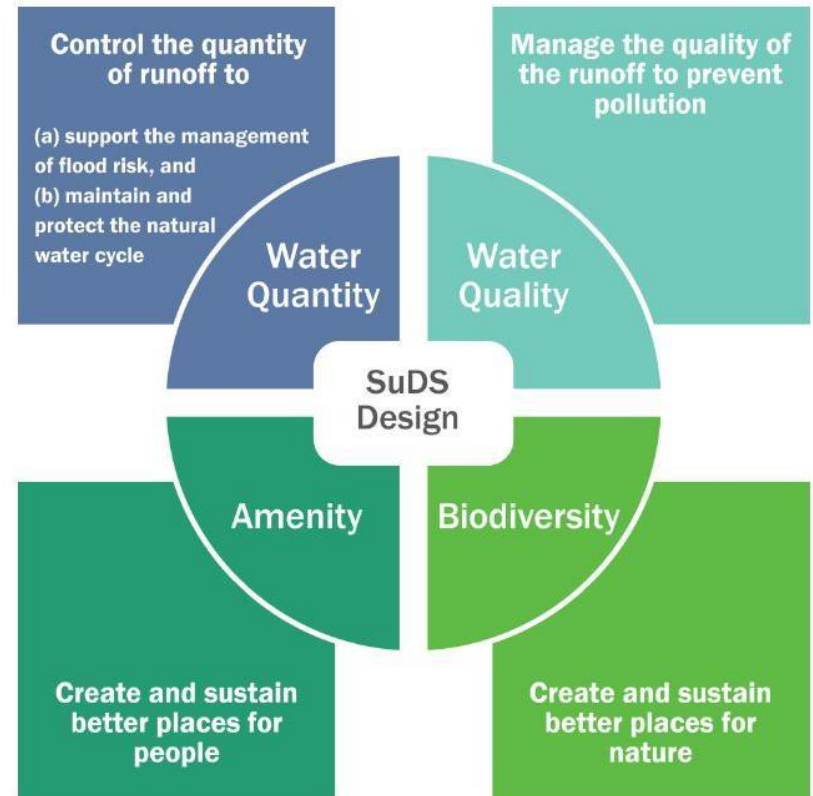 Control the quantity
of runoff to
(a) support the management
of flood risk, and
(b) maintain and
protect the natural
water cycle
Manage the quality of
the runoff to prevent
pollution
Water
Quantity
Water
Quality
SuDS
Design
Amenity
Biodiversity
Create and sustain
better places for
people
Create and sustain
better places for
nature